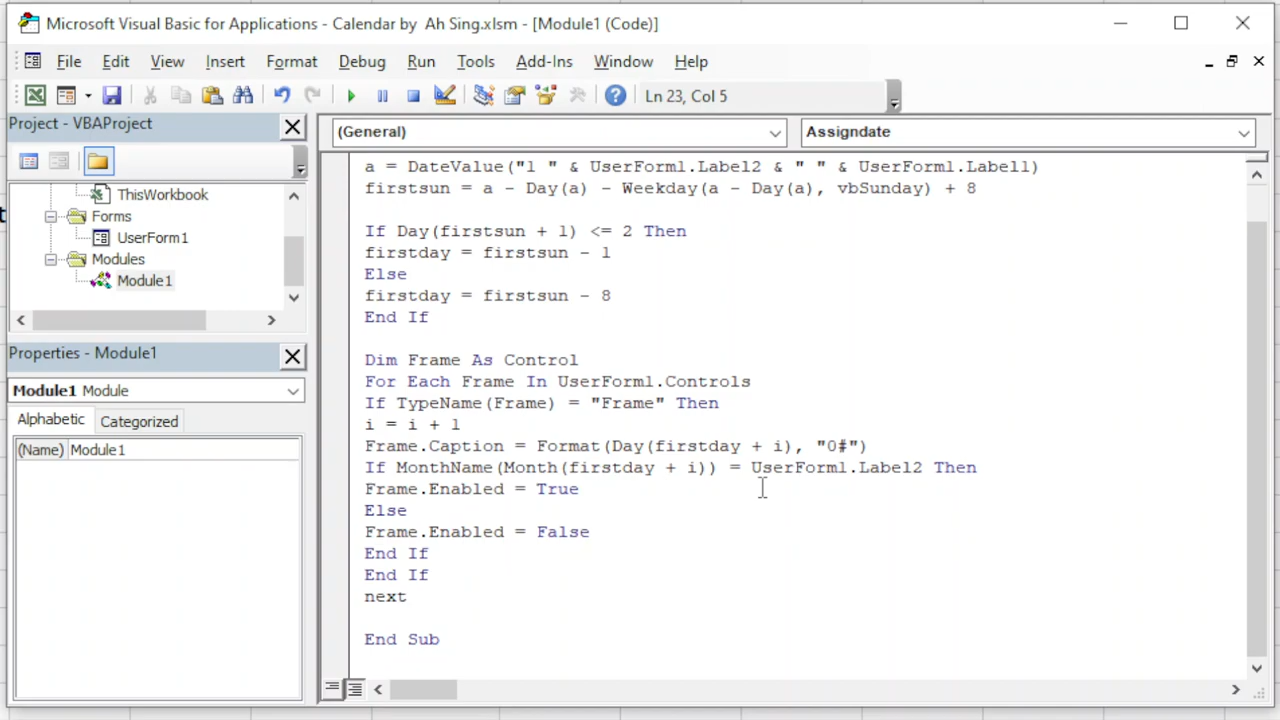 Microsoft Visual Basic for Applications - Calendar by  Ah Sing.xlsm - [Module1 (Code)]
File Edit View Insert Format Debug Run Tools Add-Ins Window Help
Ln 23, Col 5
Project - VBAProject
ThisWorkbook
Forms
UserForm1
Modules
Module1
Properties - Module1
Module1 Module
Alphabetic Categorized
(Name) Module1
(General) Assigndate
a = DateValue("1 " & UserForm1.Label2 & " " & UserForm1.Label1)
firstsun = a - Day(a) - Weekday(a - Day(a), vbSunday) + 8
If Day(firstsun + 1) <= 2 Then
firstday = firstsun - 1
Else
firstday = firstsun - 8
End If
Dim Frame As Control
For Each Frame In UserForm1.Controls
If TypeName(Frame) = "Frame" Then
i = i + 1
Frame.Caption = Format(Day(firstday + i), "0#")
If MonthName(Month(firstday + i)) = UserForm1.Label2 Then
Frame.Enabled = True
Else
Frame.Enabled = False
End If
End If
next
End Sub